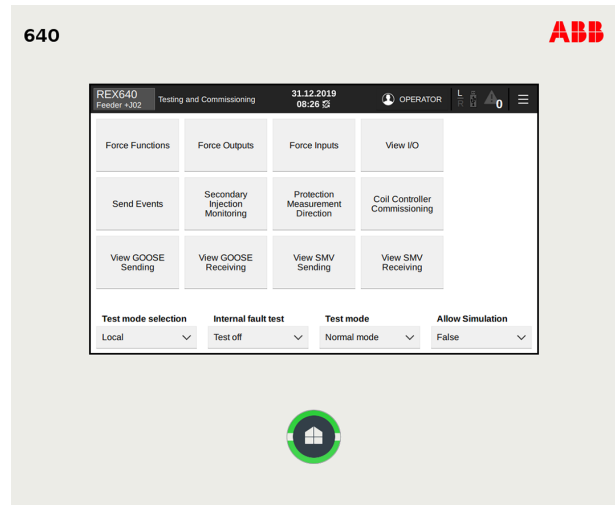 640
ABB
REX640
Feeder +J02
Testing and Commissioning
31.12.2019
08:26
OPERATOR
L
R
0
Force Functions
Force Outputs
Force Inputs
View I/O
Send Events
Secondary
Injection
Monitoring
Protection
Measurement
Direction
Coil Controller
Commissioning
View GOOSE
Sending
View GOOSE
Receiving
View SMV
Sending
View SMV
Receiving
Test mode selection
Internal fault test
Test mode
Allow Simulation
Local
Test off
Normal mode
False